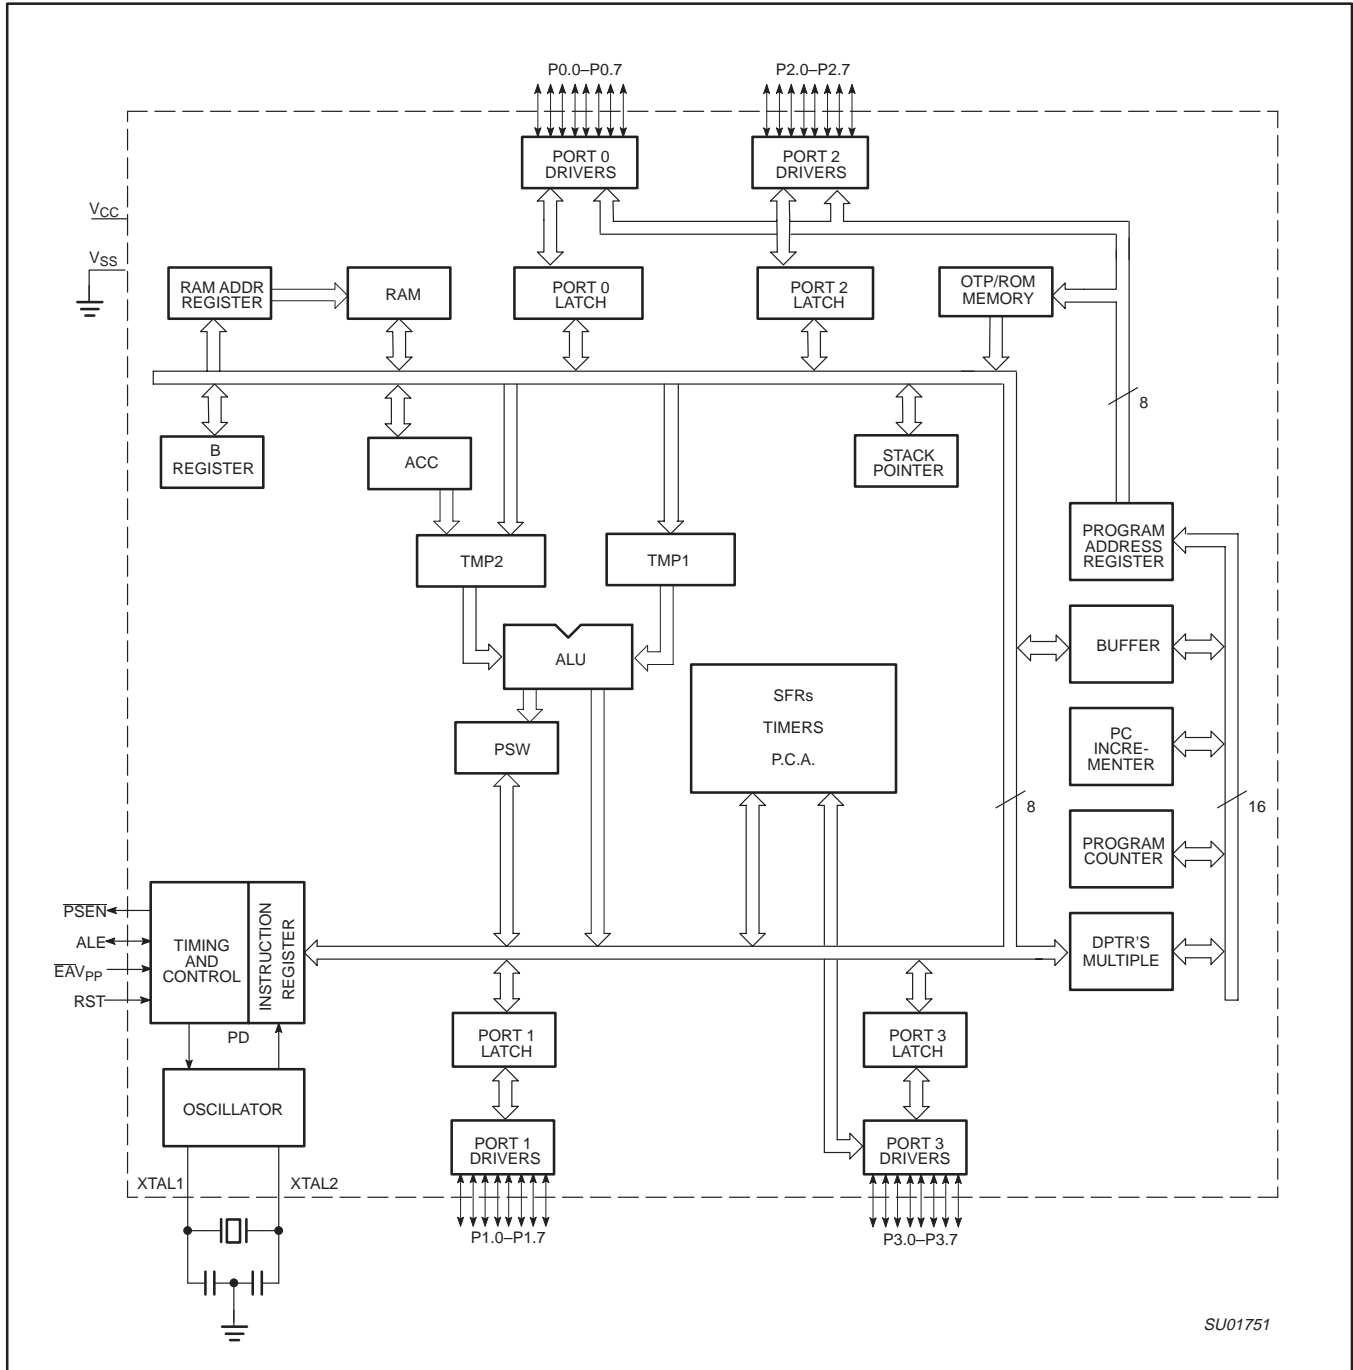 P0.0–P0.7
P2.0–P2.7
PORT 0
DRIVERS
PORT 2
DRIVERS
VCC
VSS
RAM ADDR
REGISTER
RAM
PORT 0
LATCH
PORT 2
LATCH
OTP/ROM
MEMORY
8
B
REGISTER
ACC
STACK
POINTER
TMP2
TMP1
PROGRAM
ADDRESS
REGISTER
ALU
BUFFER
SFRs
TIMERS
P.C.A.
PSW
PC
INCRE-
MENTER
8
16
PROGRAM
COUNTER
PSEN
ALE
EAVPP
RST
TIMING
AND
CONTROL
INSTRUCTION
REGISTER
DPTR'S
MULTIPLE
PD
PORT 1
LATCH
PORT 3
LATCH
OSCILLATOR
PORT 1
DRIVERS
PORT 3
DRIVERS
XTAL1
XTAL2
P1.0–P1.7
P3.0–P3.7
SU01751